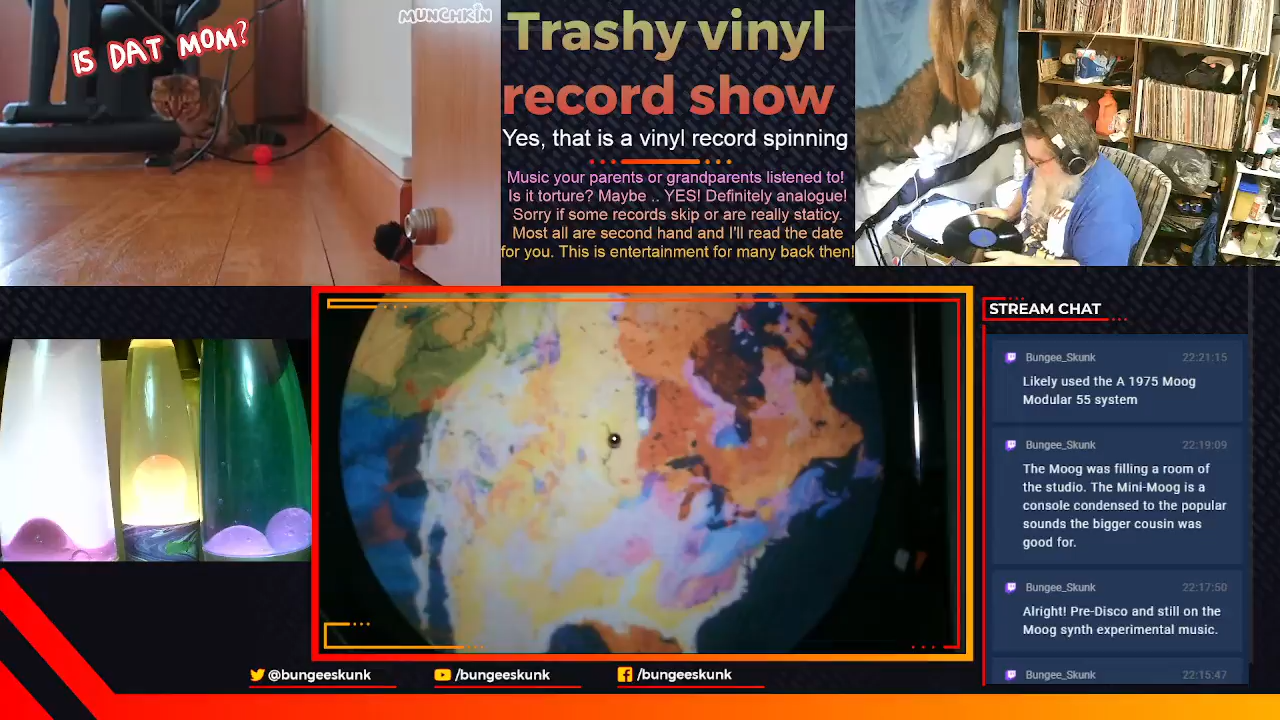 IS DAT MOM?
MUNCHKIN
Trashy vinyl
record show
Yes, that is a vinyl record spinning
Music your parents or grandparents listened to!
Is it torture? Maybe .. YES! Definitely analogue!
Sorry if some records skip or are really staticy.
Most all are second hand and I'll read the date
for you. This is entertainment for many back then!
STREAM CHAT
Bungee_Skunk 22:21:15
Likely used the A 1975 Moog
Modular 55 system
Bungee_Skunk 22:19:09
The Moog was filling a room of
the studio. The Mini-Moog is a
console condensed to the popular
sounds the bigger cousin was
good for.
Bungee_Skunk 22:17:50
Alright! Pre-Disco and still on the
Moog synth experimental music.
Bungee_Skunk 22:15:47
@bungeeskunk
/bungeeskunk
/bungeeskunk